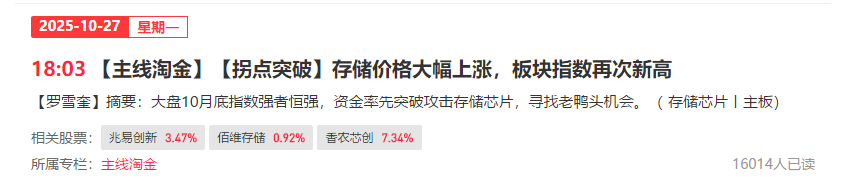 2025-10-27 星期一
18:03 【主线淘金】【拐点突破】存储价格大幅上涨，板块指数再次新高
【罗雪奎】摘要：大盘10月底指数强者恒强，资金率先突破攻击存储芯片，寻找老鸭头机会。（存储芯片丨主板）
相关股票： 兆易创新 3.47% 佰维存储 0.92% 香农芯创 7.34%
所属专栏：主线淘金 16014人已读